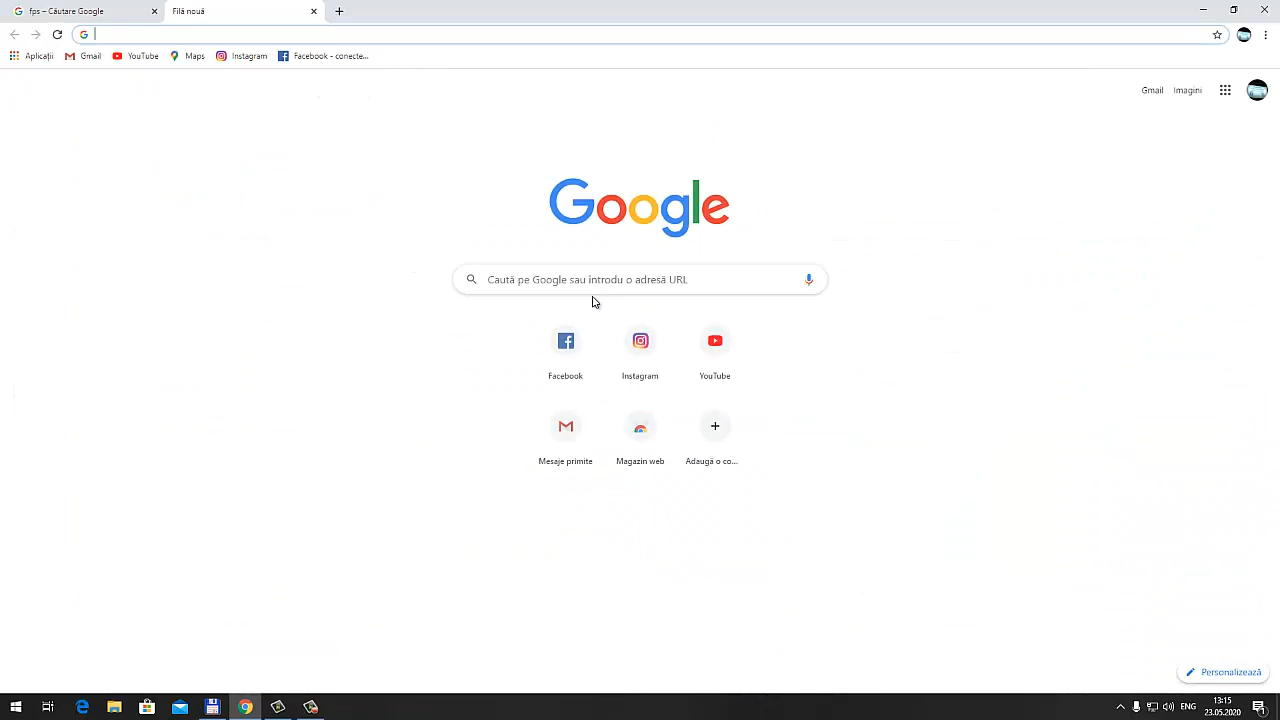 fps – Căutare Google
Filă nouă
Aplicații Gmail YouTube Maps Instagram Facebook - conecte...
Gmail Imagini
Google
Caută pe Google sau introdu o adresă URL
Facebook Instagram YouTube
Mesaje primite Magazin web Adaugă o co...
Personalizează
ENG
13:15
23.05.2020